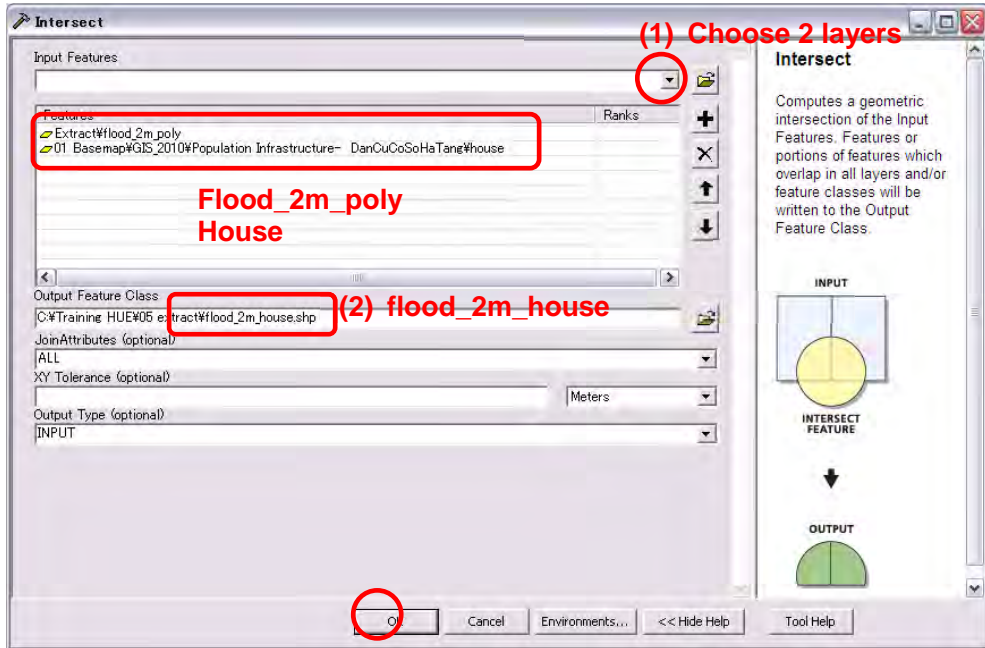 Intersect
(1) Choose 2 layers
Input Features
Features Ranks
Extract¥flood_2m_poly
01 Basemap¥GIS_2010¥Population Infrastructure- DanCuCoSoHaTang¥house
Flood_2m_poly
House
Output Feature Class
C:¥Training HUE¥05 extract¥flood_2m_house.shp
(2) flood_2m_house
JoinAttributes (optional)
ALL
XY Tolerance (optional)
Meters
Output Type (optional)
INPUT
OK
Cancel
Environments...
<< Hide Help
Tool Help
Intersect
Computes a geometric
intersection of the Input
Features. Features or
portions of features which
overlap in all layers and/or
feature classes will be
written to the Output
Feature Class.
INPUT
INTERSECT
FEATURE
OUTPUT